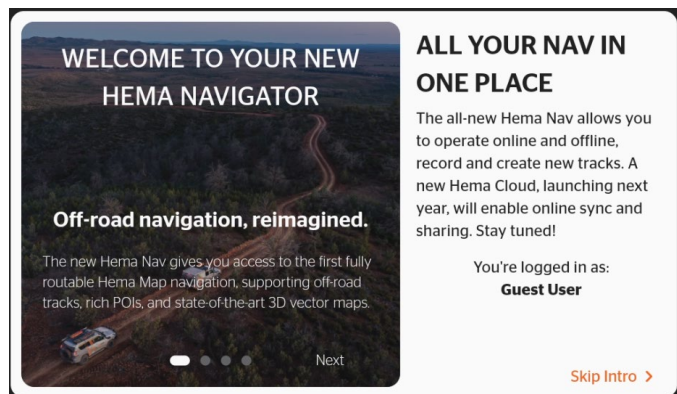 WELCOME TO YOUR NEW
HEMA NAVIGATOR
Off-road navigation, reimagined.
The new Hema Nav gives you access to the first fully
routable Hema Map navigation, supporting off-road
tracks, rich POIs, and state-of-the-art 3D vector maps.
Next
ALL YOUR NAV IN
ONE PLACE
The all-new Hema Nav allows you
to operate online and offline,
record and create new tracks. A
new Hema Cloud, launching next
year, will enable online sync and
sharing. Stay tuned!
You're logged in as:
Guest User
Skip Intro